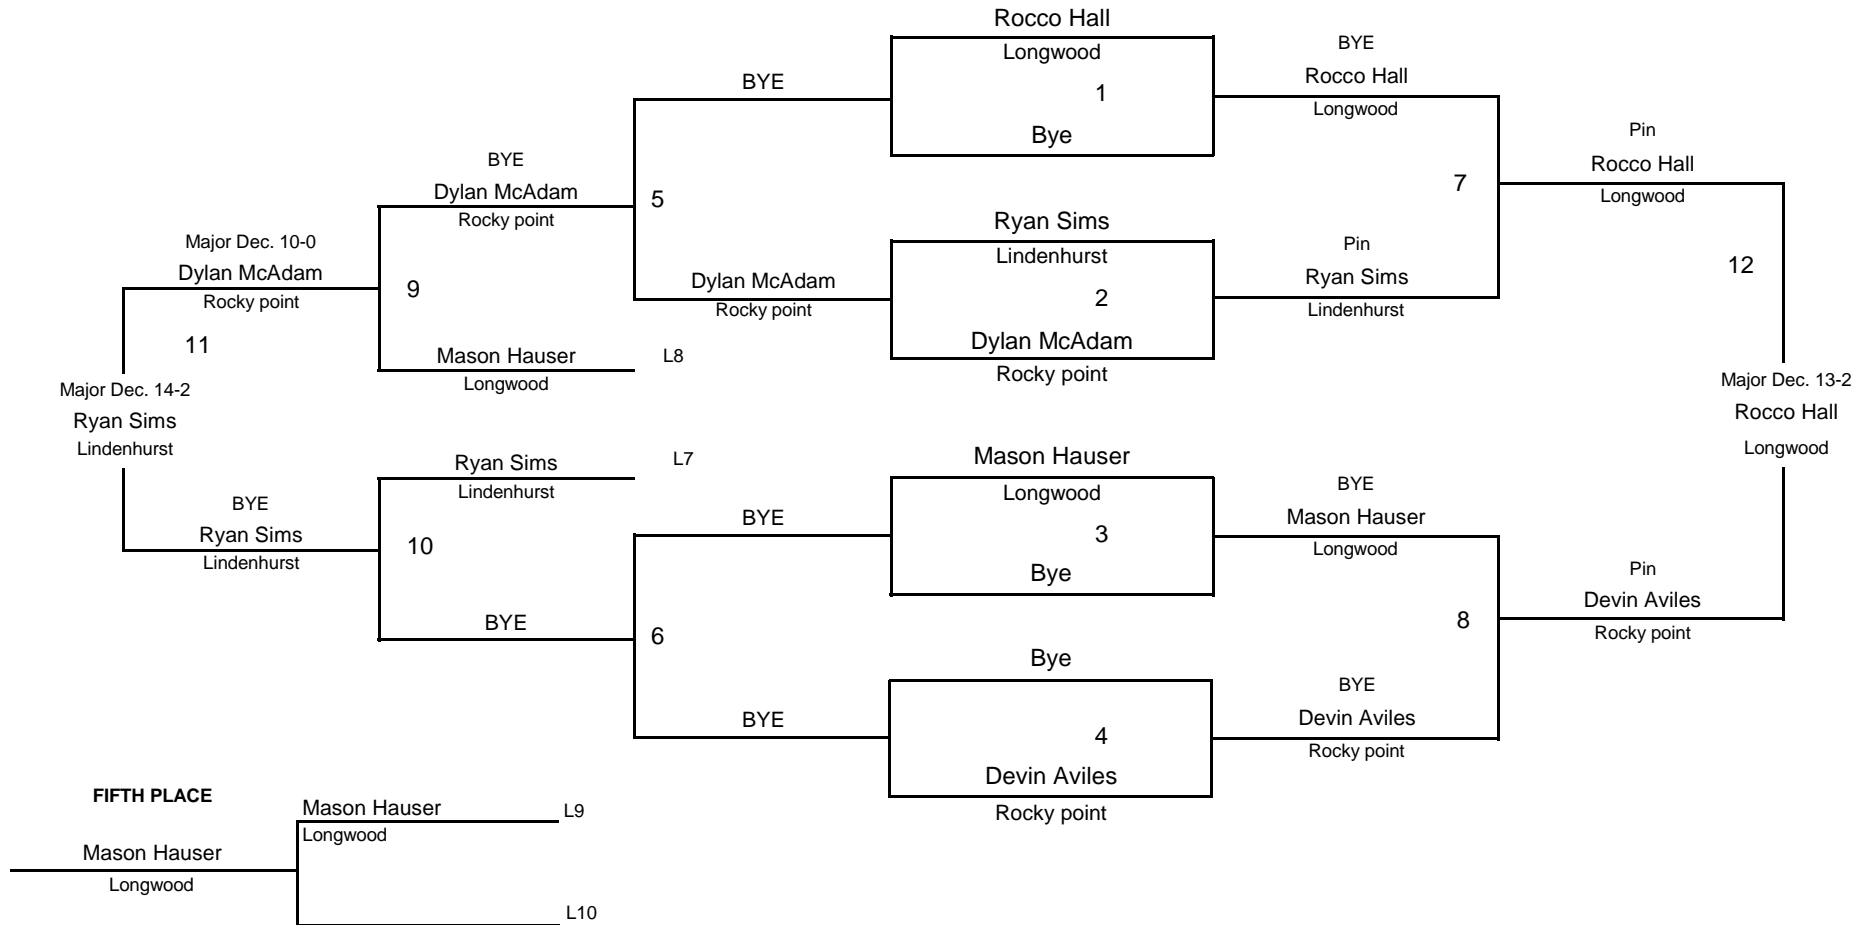 Rocco Hall
Longwood
1
Bye
BYE
Rocco Hall
Longwood
BYE
Pin
Rocco Hall
Longwood
BYE
Dylan McAdam
Rocky point
5
7
Ryan Sims
Lindenhurst
2
Dylan McAdam
Rocky point
Pin
Ryan Sims
Lindenhurst
12
Major Dec. 10-0
Dylan McAdam
Rocky point
9
Dylan McAdam
Rocky point
11
Mason Hauser
Longwood
L8
Major Dec. 14-2
Ryan Sims
Lindenhurst
Major Dec. 13-2
Rocco Hall
Longwood
Ryan Sims
Lindenhurst
L7
Mason Hauser
Longwood
3
Bye
BYE
Mason Hauser
Longwood
BYE
BYE
Ryan Sims
Lindenhurst
10
Pin
Devin Aviles
Rocky point
BYE
6
8
Bye
4
Devin Aviles
Rocky point
BYE
Devin Aviles
Rocky point
BYE
FIFTH PLACE
Mason Hauser
Longwood
L9
Mason Hauser
Longwood
L10